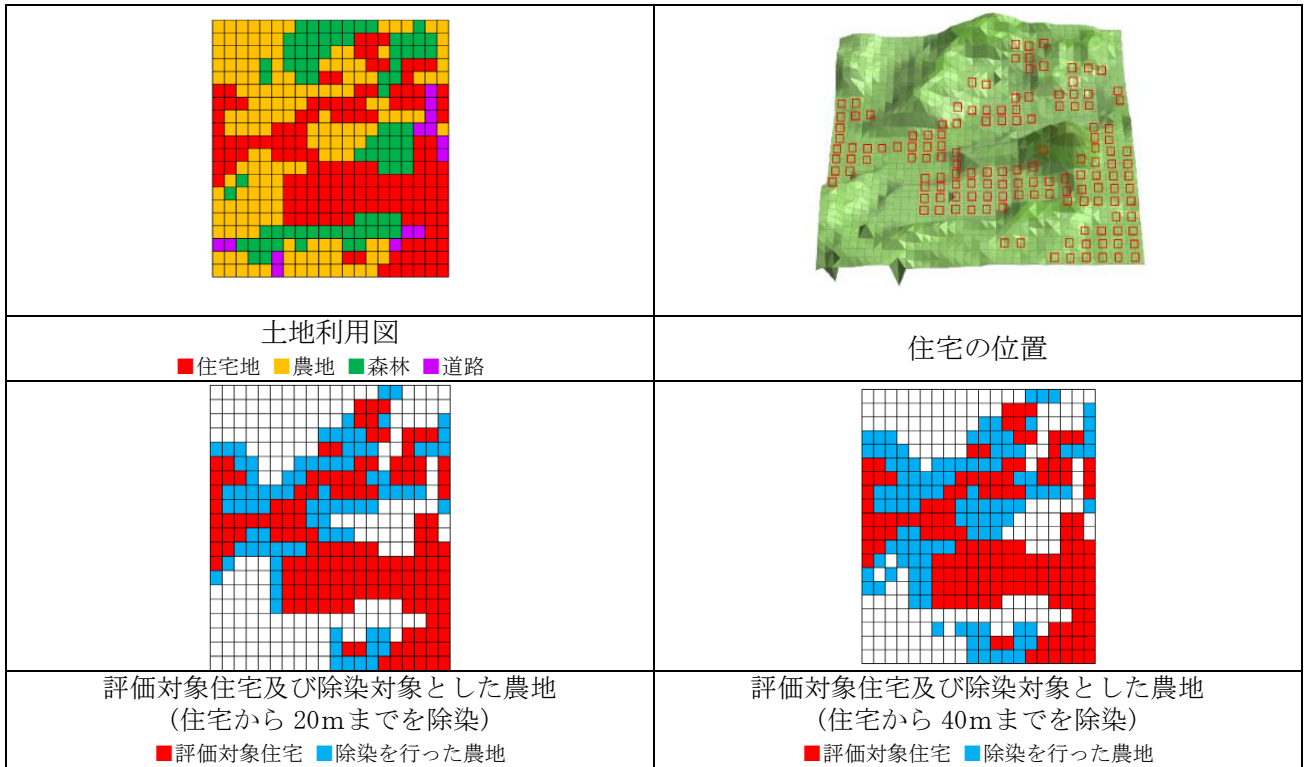 土地利用図
■住宅地 ■農地 ■森林 ■道路
住宅の位置
評価対象住宅及び除染対象とした農地
(住宅から 20mまでを除染)
■評価対象住宅 ■除染を行った農地
評価対象住宅及び除染対象とした農地
(住宅から 40mまでを除染)
■評価対象住宅 ■除染を行った農地